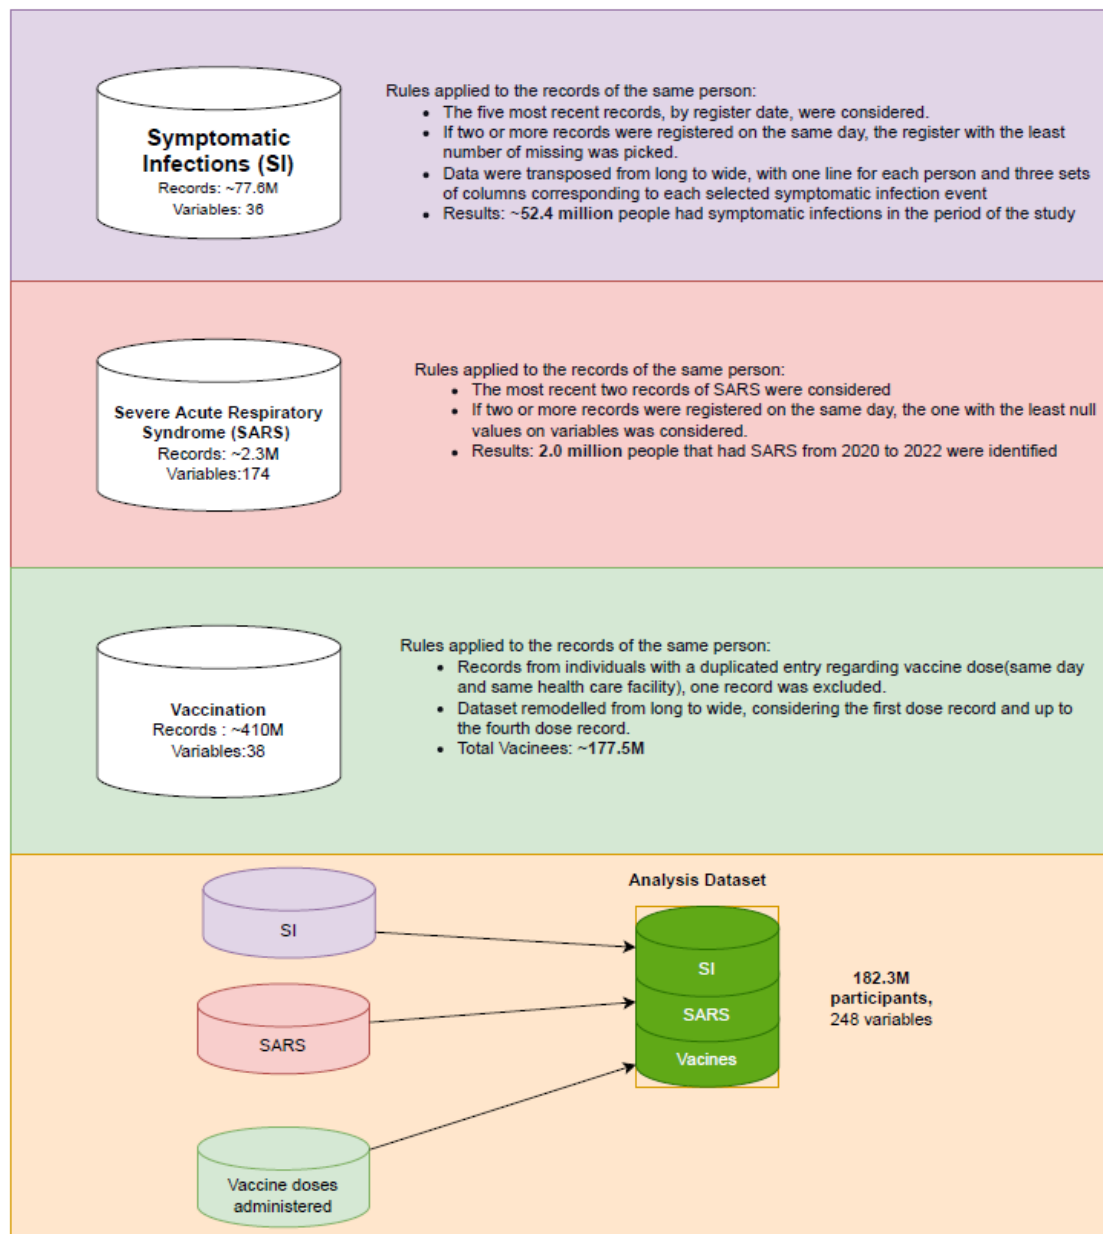 Symptomatic
Infections (SI)
Records: ~77.6M
Variables: 36
Rules applied to the records of the same person:
• The five most recent records, by register date, were considered.
• If two or more records were registered on the same day, the register with the least
number of missing was picked.
• Data were transposed from long to wide, with one line for each person and three sets
of columns corresponding to each selected symptomatic infection event
• Results: ~52.4 million people had symptomatic infections in the period of the study
Severe Acute Respiratory
Syndrome (SARS)
Records: ~2.3M
Variables:174
Rules applied to the records of the same person:
• The most recent two records of SARS were considered
• If two or more records were registered on the same day, the one with the least null
values on variables was considered.
• Results: 2.0 million people that had SARS from 2020 to 2022 were identified
Vaccination
Records : ~410M
Variables:38
Rules applied to the records of the same person:
• Records from individuals with a duplicated entry regarding vaccine dose(same day
and same health care facility), one record was excluded.
• Dataset remodelled from long to wide, considering the first dose record and up to
the fourth dose record.
• Total Vacinees: ~177.5M
SI
SARS
Vaccine doses
administered
Analysis Dataset
SI
SARS
Vacines
182.3M
participants,
248 variables